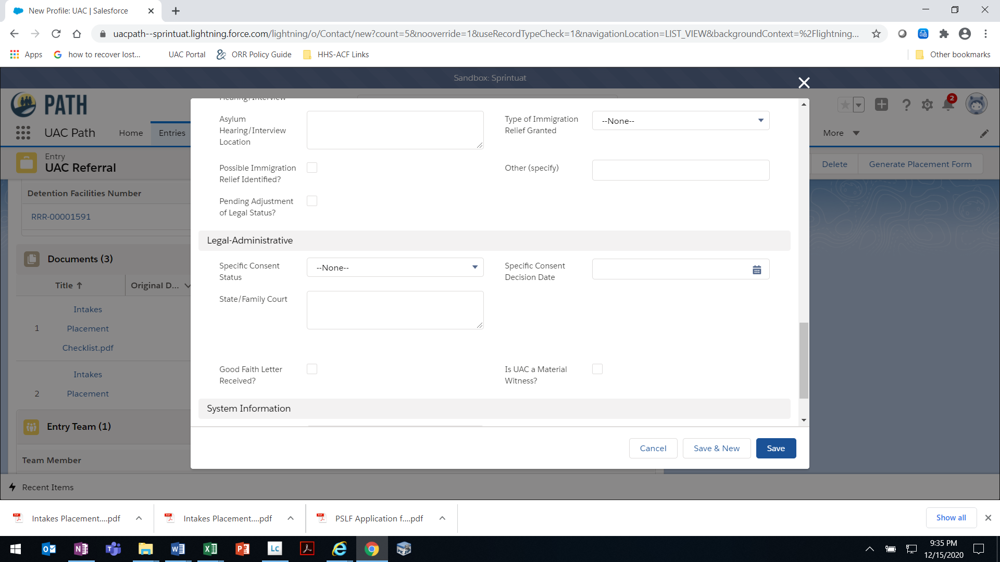 New Profile: UAC | Salesforce
uacpath--sprintuat.lightning.force.com/lightning/o/Contact/new?count=5&nooverride=1&useRecordTypeCheck=1&navigationLocation=LIST_VIEW&backgroundContext=%2Flightning...
Apps
how to recover lost...
UAC Portal
ORR Policy Guide
HHS-ACF Links
Other bookmarks
Sandbox: Sprintuat
PATH
2
UAC Path
Home
Entries
More
Entry
UAC Referral
Delete
Generate Placement Form
Detention Facilities Number
RRR-00001591
Documents (3)
Title
Original D...
1
Intakes
Placement
Checklist.pdf
2
Intakes
Placement
Entry Team (1)
Team Member
Recent Items
Hearing/Interview
Asylum
Hearing/Interview
Location
Type of Immigration
Relief Granted
--None--
Possible Immigration
Relief Identified?
Other (specify)
Pending Adjustment
of Legal Status?
Legal-Administrative
Specific Consent
Status
--None--
Specific Consent
Decision Date
State/Family Court
Good Faith Letter
Received?
Is UAC a Material
Witness?
System Information
Cancel
Save & New
Save
Intakes Placement....pdf
Intakes Placement....pdf
PSLF Application f....pdf
Show all
Lc
9:35 PM
12/15/2020